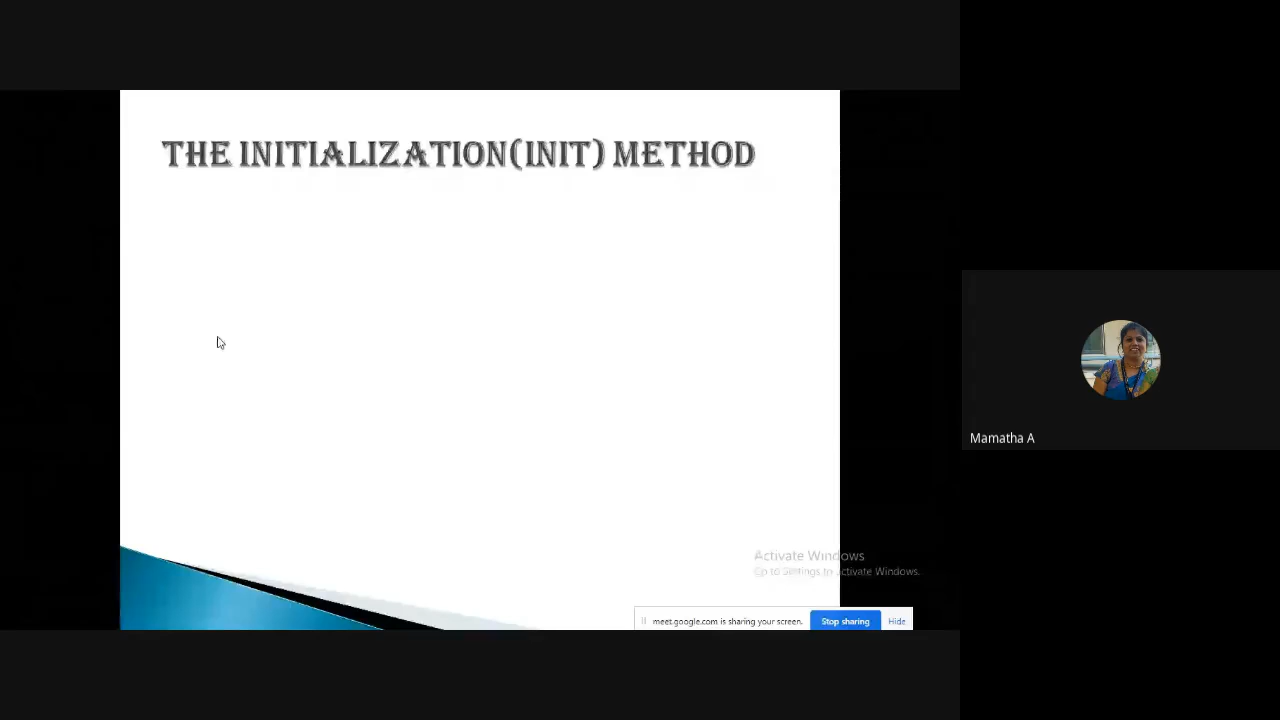 THE INITIALIZATION(INIT) METHOD
Mamatha A
Activate Windows
Go to Settings to activate Windows.
meet.google.com is sharing your screen.
Stop sharing
Hide